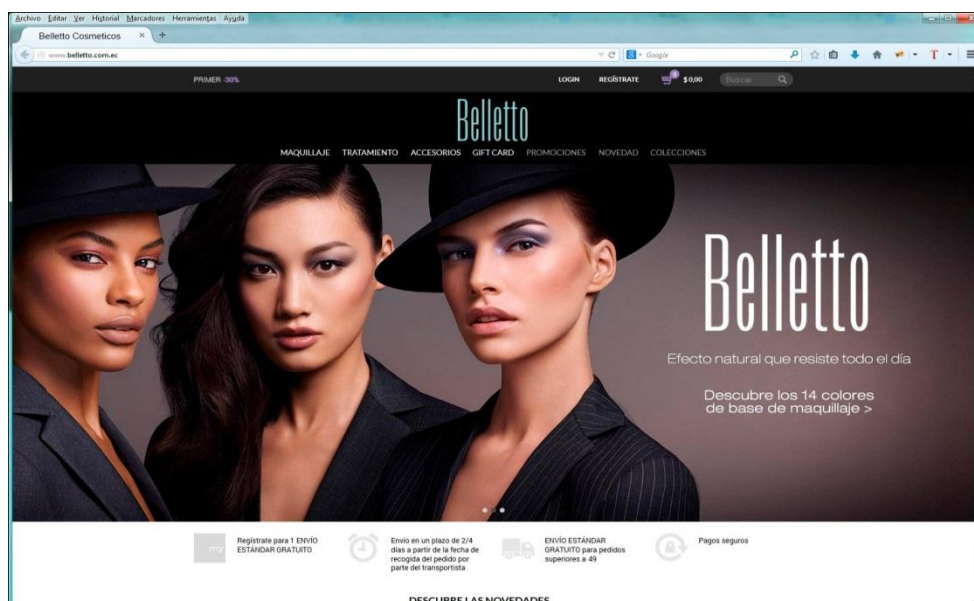 Archivo Editar Ver Historial Marcadores Herramientas Ayuda
Belletto Cosmeticos × +
www.belletto.com.ec
Google
PRIMER -30%
LOGIN REGÍSTRATE 0 $ 0,00 Buscar
Belletto
MAQUILLAJE TRATAMIENTO ACCESORIOS GIFT CARD PROMOCIONES NOVEDAD COLECCIONES
Belletto
Efecto natural que resiste todo el día
Descubre los 14 colores
de base de maquillaje >
my
Regístrate para 1 ENVÍO
ESTÁNDAR GRATUITO
Envio en un plazo de 2/4
días a partir de la fecha de
recogida del pedido por
parte del transportista
ENVÍO ESTÁNDAR
GRATUITO para pedidos
superiores a 49
Pagos seguros
DESCUBRE LAS NOVEDADES